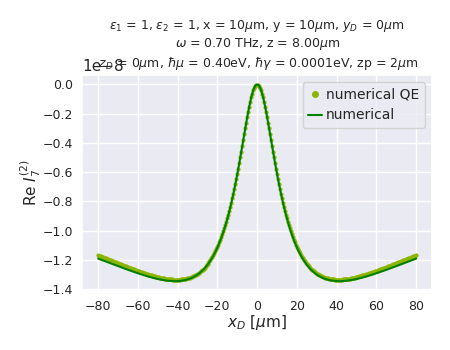 ε₁ = 1, ε₂ = 1, x = 10μm, y = 10μm, y_D = 0μm
ω = 0.70 THz, z = 8.00μm
z_D = 0μm, ℏμ = 0.40eV, ℏγ = 0.0001eV, zp = 2μm
1e−8
numerical QE
numerical
Re I₇⁽²⁾
0.0
−0.2
−0.4
−0.6
−0.8
−1.0
−1.2
−1.4
−80 −60 −40 −20 0 20 40 60 80
x_D [μm]